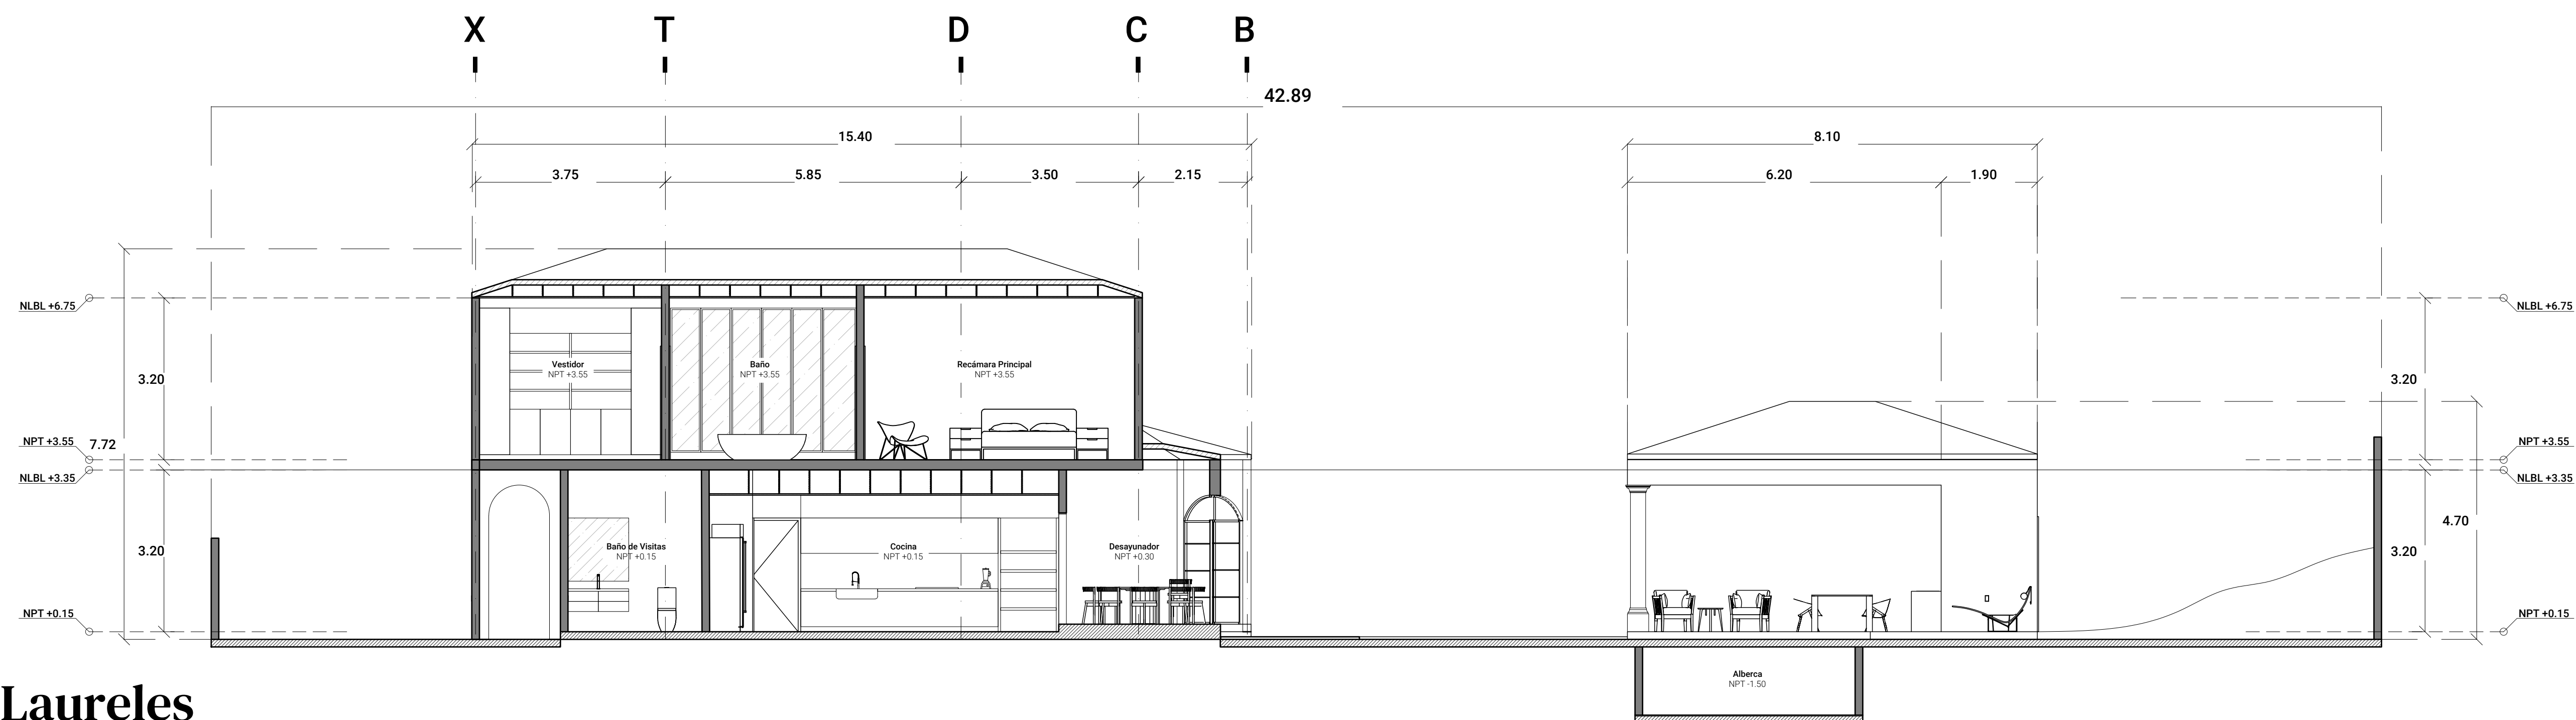 X T D C B
42.89
15.40 8.10
3.75 5.85 3.50 2.15 6.20 1.90
NLBL +6.75 NLBL +6.75
Vestidor Baño Recámara Principal
NPT +3.55 NPT +3.55 NPT +3.55
3.20 3.20
NPT +3.55 7.72 NPT +3.55
NLBL +3.35 NLBL +3.35
4.70
Baño de Visitas Cocina Desayunador
NPT +0.15 NPT +0.15 NPT +0.30
3.20 3.20
NPT +0.15 NPT +0.15
Alberca
NPT -1.50
Laureles